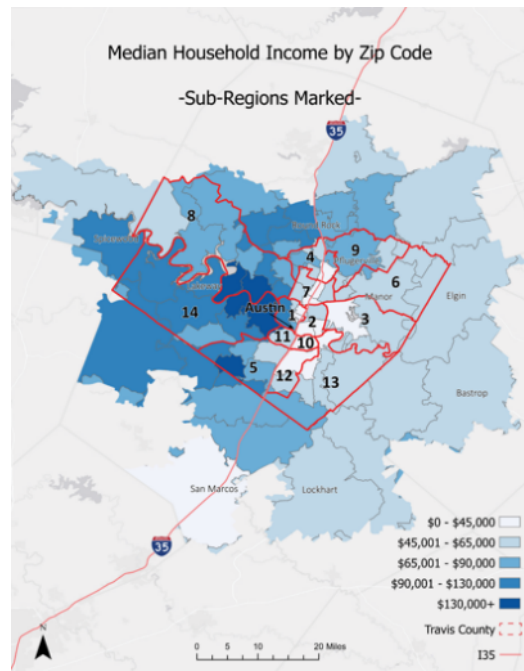 Median Household Income by Zip Code
-Sub-Regions Marked-
35
8
Spicewood
Round Rock
4
9
Pflugerville
Lakeway
7
6
Manor
Elgin
14
Austin
1
2
3
11
10
5
12
13
Bastrop
San Marcos
Lockhart
35
$0 - $45,000
$45,001 - $65,000
$65,001 - $90,000
$90,001 - $130,000
$130,000+
Travis County
I35
N
0 5 10 20 Miles